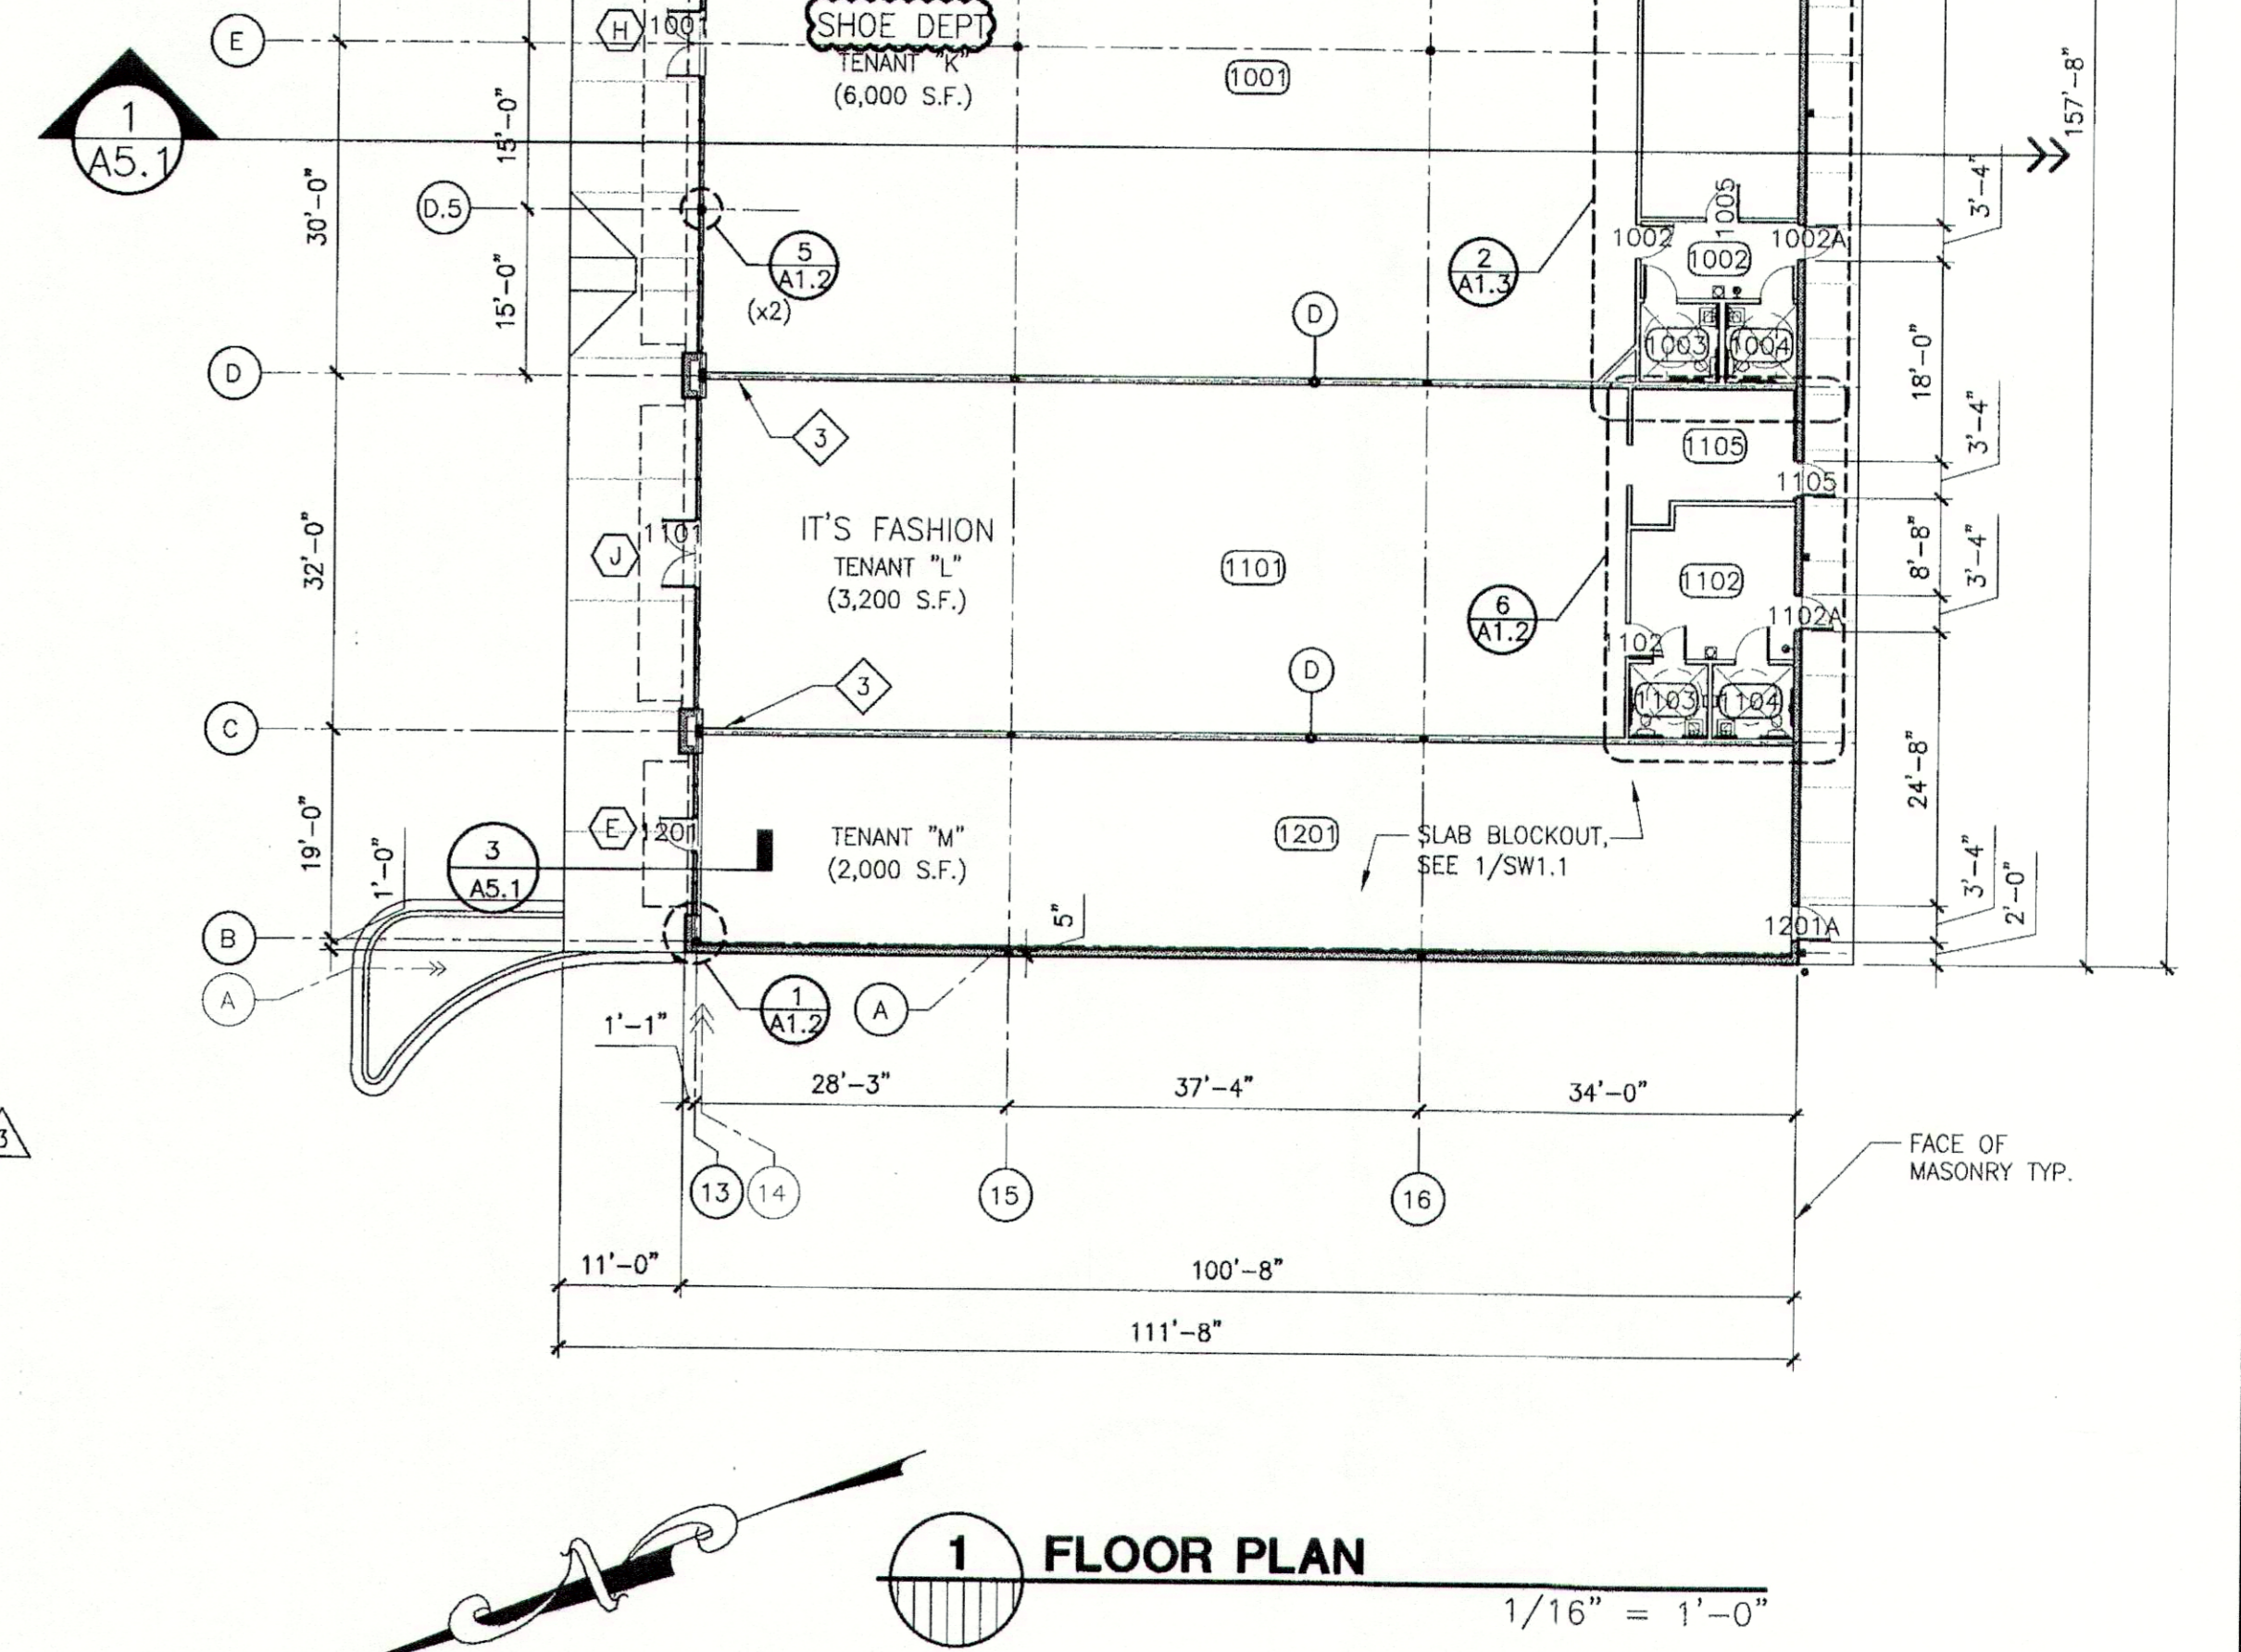 E
H
1001
SHOE DEPT
TENANT "K"
(6,000 S.F.)
1001
157'-8"
1
A5.1
15'-0"
30'-0"
D.5
5
A1.2
(x2)
15'-0"
2
A1.3
D
3'-4"
1005
1002
1002A
1002
1003
1004
18'-0"
D
3
3'-4"
1105
1105
IT'S FASHION
TENANT "L"
(3,200 S.F.)
1101
J
1101
32'-0"
8'-8"
3'-4"
1102
6
A1.2
1102A
1102
1103
1104
3
D
C
24'-8"
19'-0"
1'-0"
E
1201
3
A5.1
TENANT "M"
(2,000 S.F.)
1201
SLAB BLOCKOUT,
SEE 1/SW1.1
3'-4"
2'-0"
5"
1201A
B
A
1
A1.2
A
1'-1"
28'-3"
37'-4"
34'-0"
3
FACE OF
MASONRY TYP.
13
14
15
16
11'-0"
100'-8"
111'-8"
N
1
FLOOR PLAN
1/16" = 1'-0"